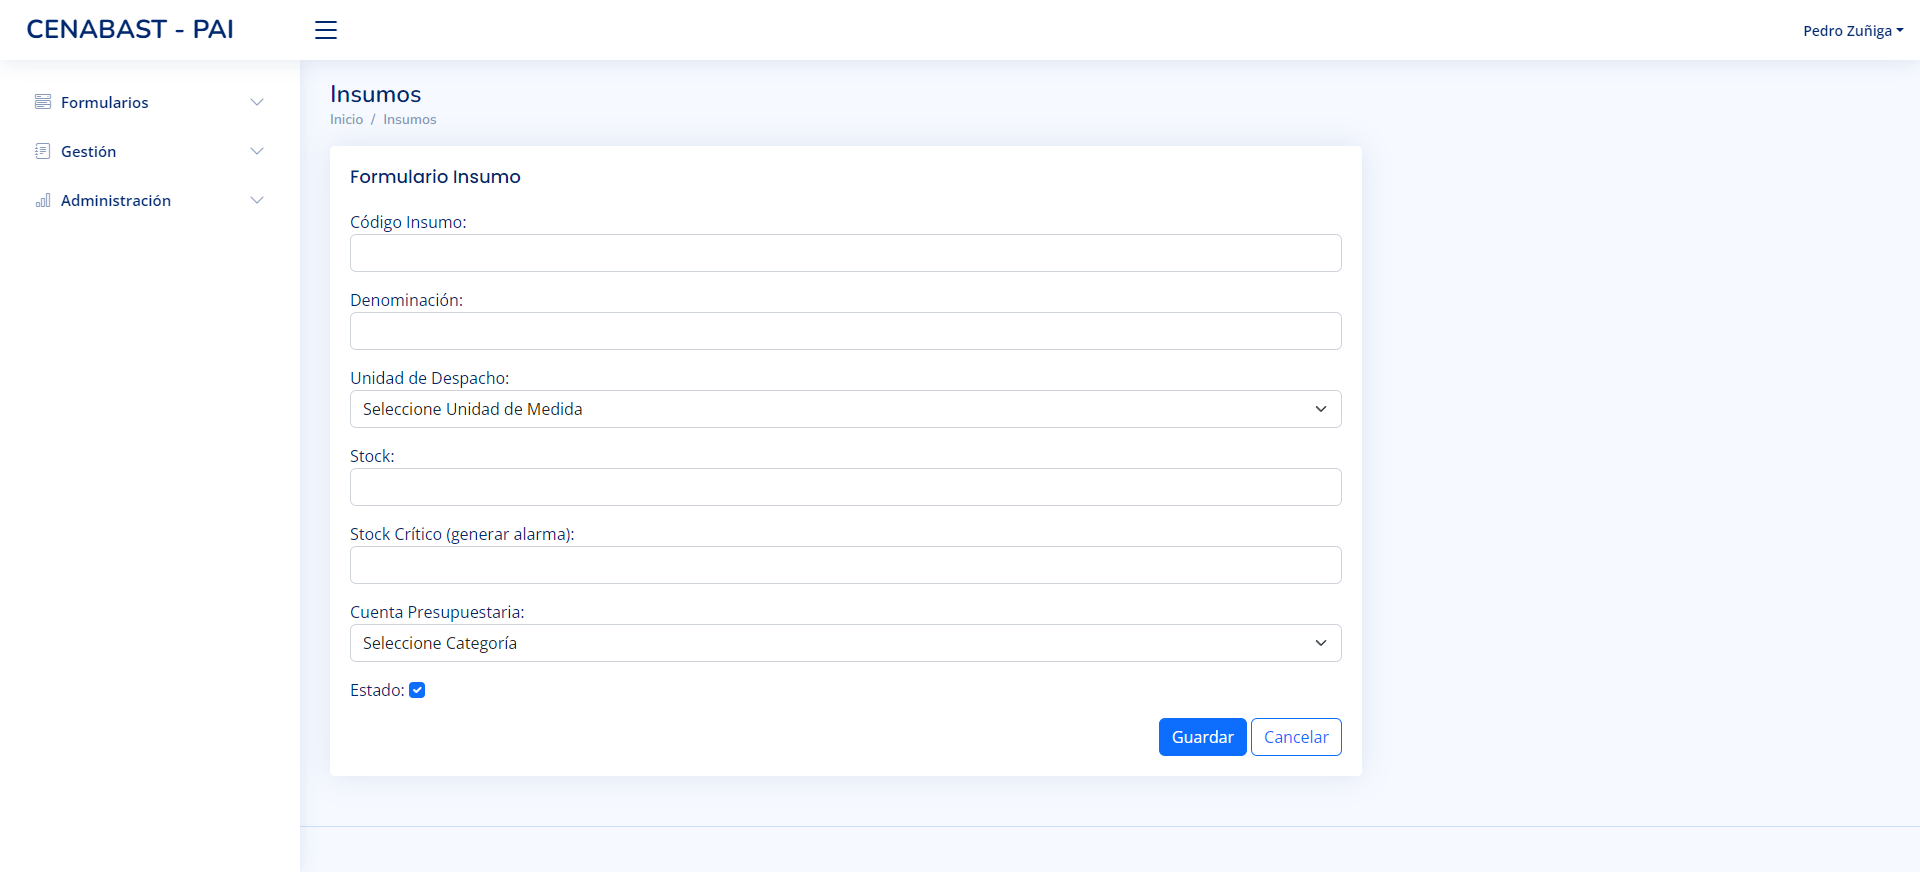 CENABAST - PAI
Pedro Zuñiga
Formularios
Gestión
Administración
Insumos
Inicio / Insumos
Formulario Insumo
Código Insumo:
Denominación:
Unidad de Despacho:
Seleccione Unidad de Medida
Stock:
Stock Crítico (generar alarma):
Cuenta Presupuestaria:
Seleccione Categoría
Estado:
Guardar Cancelar